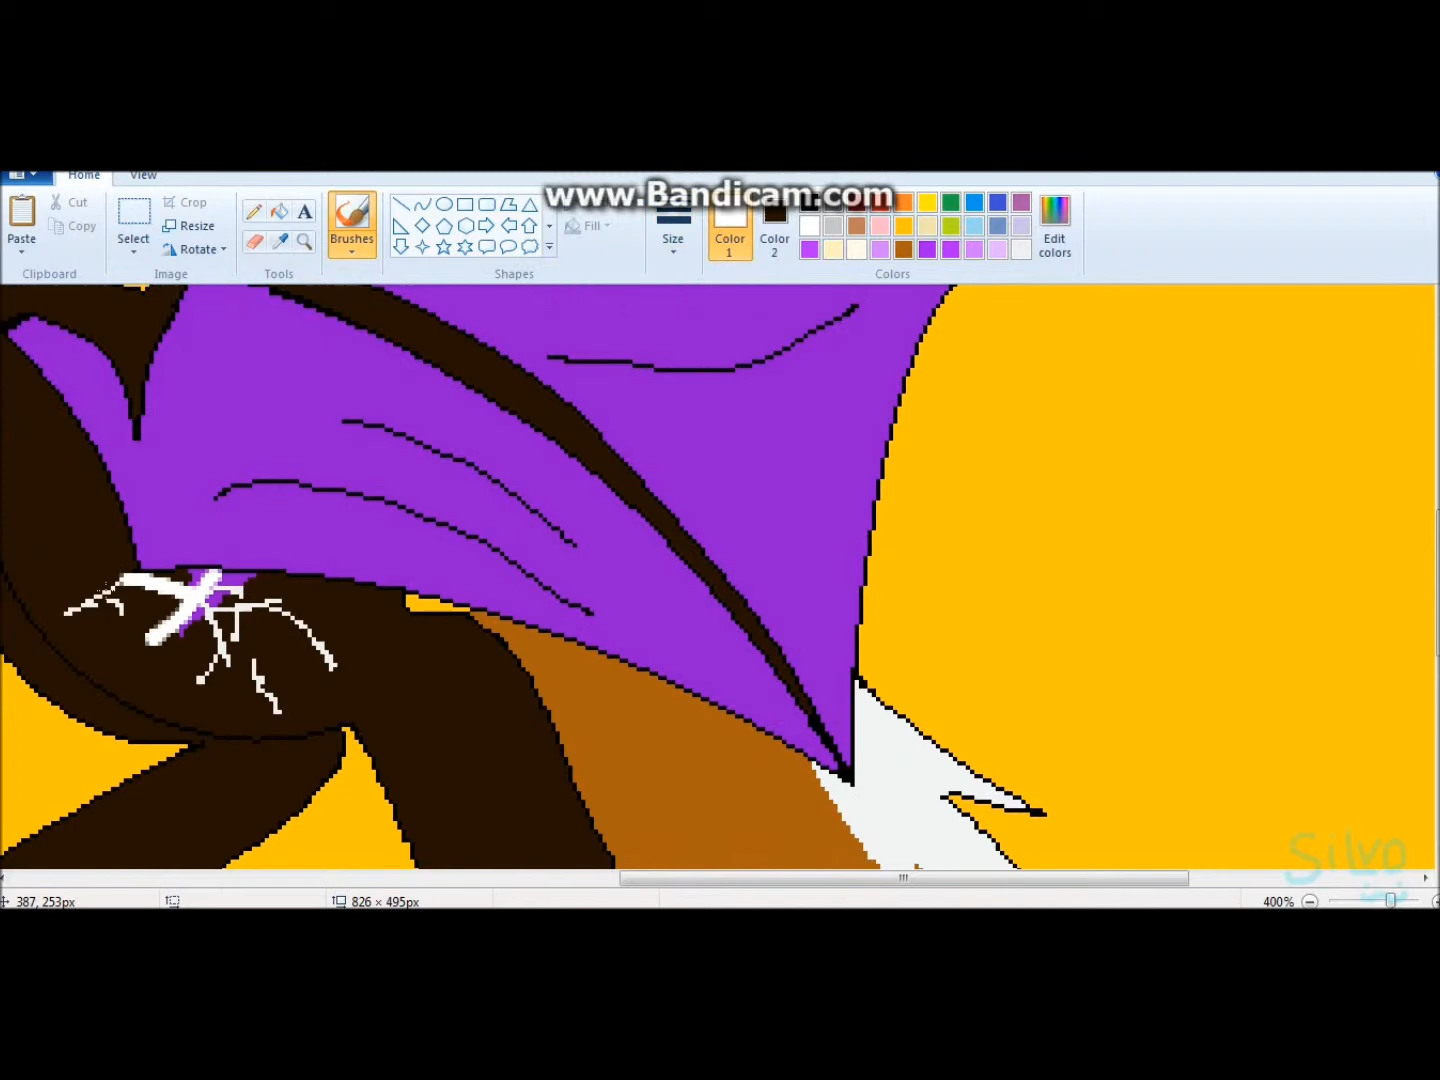 www.Bandicam.com
Home View
Paste Cut Copy
Clipboard
Select Crop Resize Rotate
Image
Tools
Brushes
Fill
Shapes
Size
Color 1
Color 2
Edit colors
Colors
Silvo
387, 253px
826 × 495px
400%